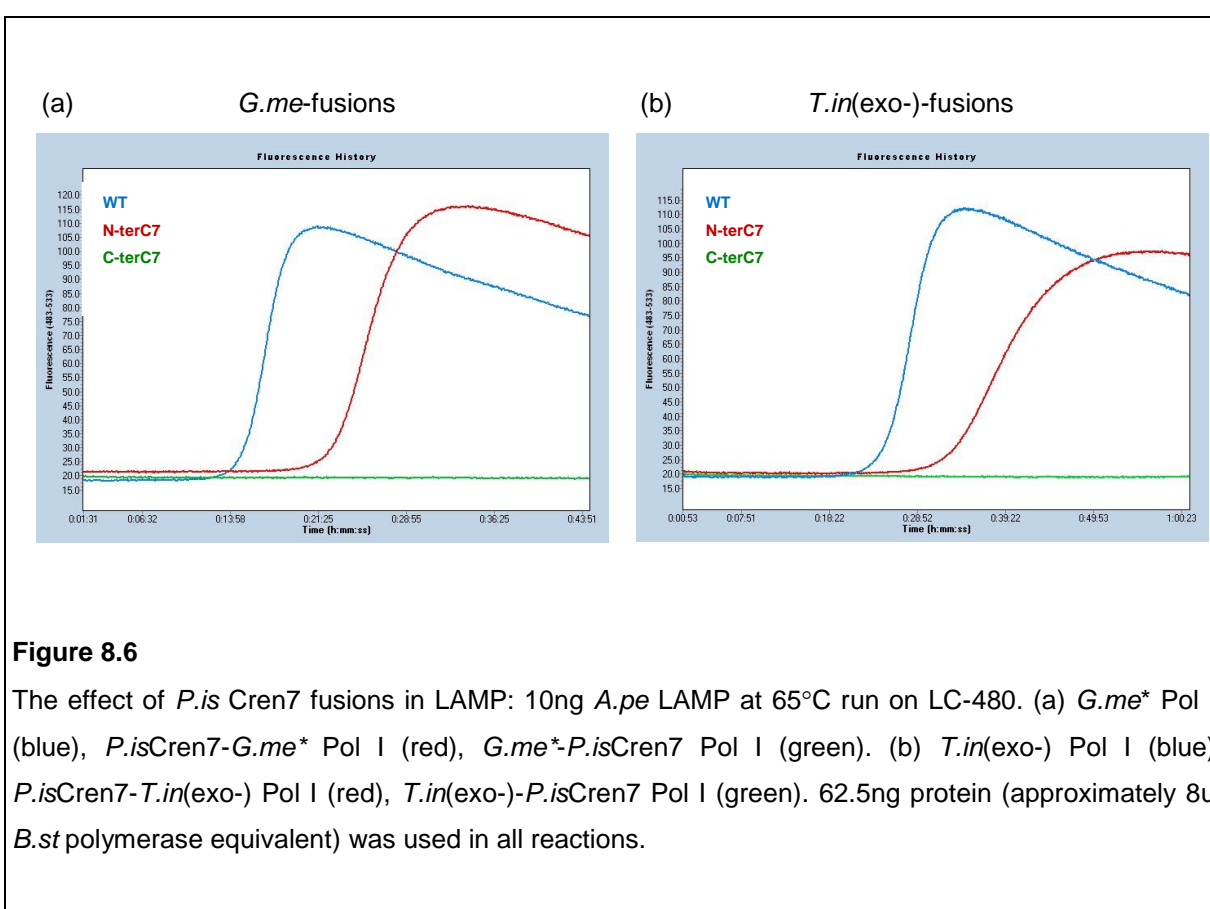 (a) G.me-fusions
(b) T.in(exo-)-fusions
Fluorescence History
WT
N-terC7
C-terC7
Fluorescence (483-533)
120.0
115.0
110.0
105.0
100.0
95.0
90.0
85.0
80.0
75.0
70.0
65.0
60.0
55.0
50.0
45.0
40.0
35.0
30.0
25.0
20.0
15.0
0:01:31 0:06:32 0:13:58 0:21:25 0:28:55 0:36:25 0:43:51
Time (h:mm:ss)
Fluorescence History
WT
N-terC7
C-terC7
Fluorescence (483-533)
115.0
110.0
105.0
100.0
95.0
90.0
85.0
80.0
75.0
70.0
65.0
60.0
55.0
50.0
45.0
40.0
35.0
30.0
25.0
20.0
15.0
0:00:53 0:07:51 0:18:22 0:28:52 0:39:22 0:49:53 1:00:23
Time (h:mm:ss)
Figure 8.6
The effect of P.is Cren7 fusions in LAMP: 10ng A.pe LAMP at 65°C run on LC-480. (a) G.me* Pol
(blue), P.isCren7-G.me* Pol I (red), G.me*-P.isCren7 Pol I (green). (b) T.in(exo-) Pol I (blue)
P.isCren7-T.in(exo-) Pol I (red), T.in(exo-)-P.isCren7 Pol I (green). 62.5ng protein (approximately 8u
B.st polymerase equivalent) was used in all reactions.